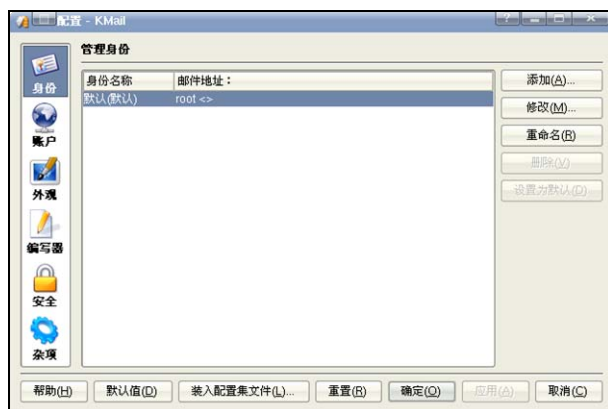 配置 - KMail
管理身份
身份名称 邮件地址：
默认(默认) root <>
身份
账户
外观
编写器
安全
杂项
添加(A)...
修改(M)...
重命名(R)
删除(V)
设置为默认(D)
帮助(H) 默认值(D) 装入配置集文件(L)... 重置(R) 确定(O) 应用(A) 取消(C)